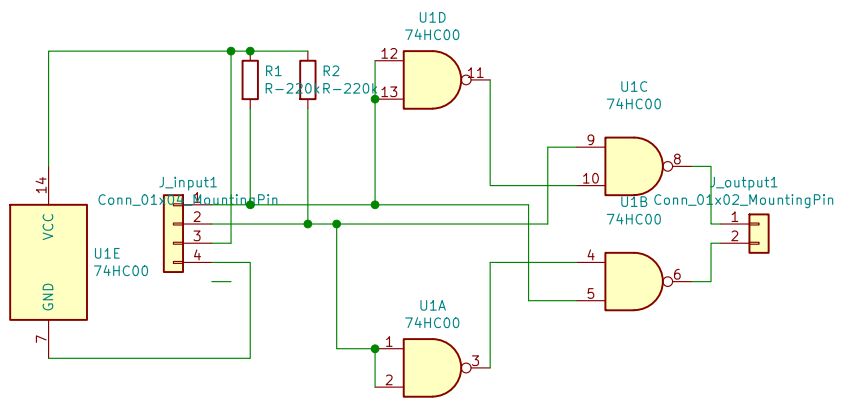 U1D
74HC00
12
13
11
R1
R-220k
R2
R-220k
U1C
74HC00
9
10
8
14
VCC
GND
7
U1E
74HC00
J_input1
Conn_01x04_MountingPin
1
2
3
4
U1B
74HC00
4
5
6
J_output1
Conn_01x02_MountingPin
1
2
U1A
74HC00
1
2
3